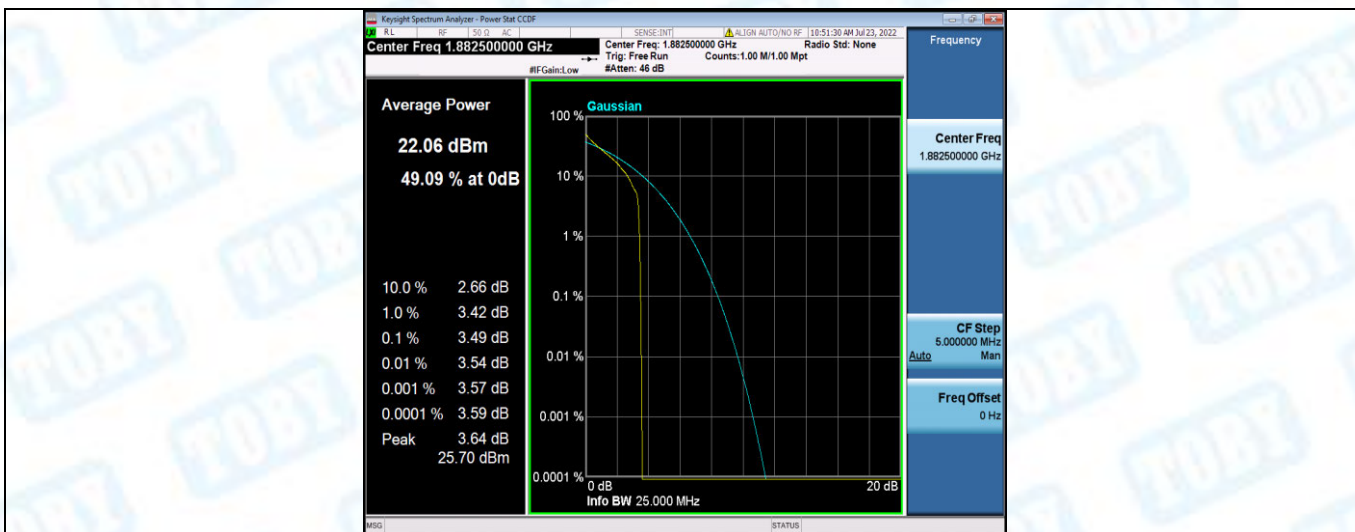 Keysight Spectrum Analyzer - Power Stat CCDF
RL RF 50 Ω AC SENSE:INT ALIGN AUTO/NO RF 10:51:30 AM Jul 23, 2022
Center Freq 1.882500000 GHz
Center Freq: 1.882500000 GHz Radio Std: None
Trig: Free Run Counts:1.00 M/1.00 Mpt
#IFGain:Low #Atten: 46 dB
Average Power
22.06 dBm
49.09 % at 0dB
10.0 % 2.66 dB
1.0 % 3.42 dB
0.1 % 3.49 dB
0.01 % 3.54 dB
0.001 % 3.57 dB
0.0001 % 3.59 dB
Peak 3.64 dB
25.70 dBm
Gaussian
100 %
10 %
1 %
0.1 %
0.01 %
0.001 %
0.0001 %
0 dB 20 dB
Info BW 25.000 MHz
Frequency
Center Freq
1.882500000 GHz
CF Step
5.000000 MHz
Auto Man
Freq Offset
0 Hz
MSG STATUS
TOBY
TOBY
TOBY
TOBY
TOBY
TOBY